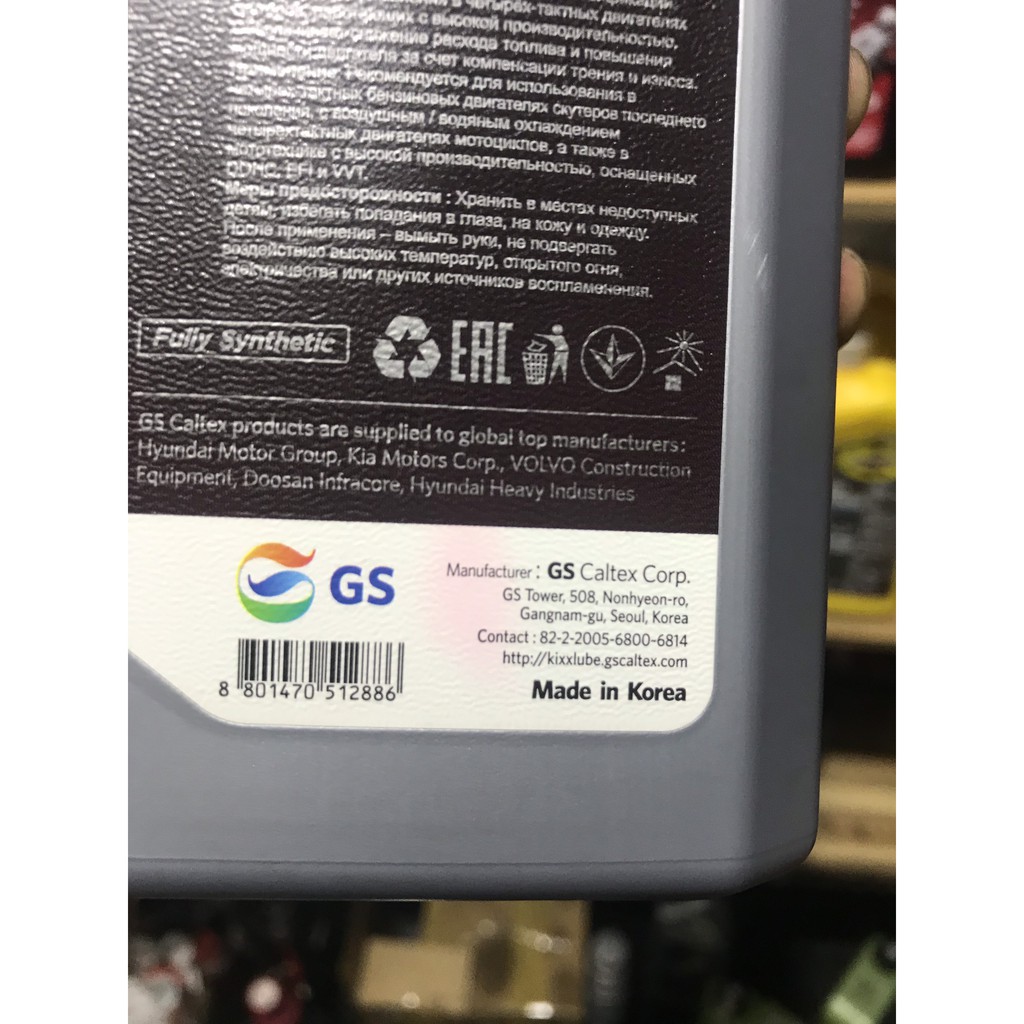 в четырех-тактных двигателях
с высокой производительностью,
снижение расхода топлива и повышения
двигателя за счет компенсации трения и износа.
Рекомендуется для использования в
бензиновых двигателях скутеров последнего
поколения, с воздушным / водяным охлаждением
четырехтактных двигателях мотоциклов, а также в
мототехнике с высокой производительностью, оснащенных
DOHC, EFI и VVT.
Меры предосторожности : Хранить в местах недоступных
детям, избегать попадания в глаза, на кожу и одежду.
После применения – вымыть руки, не подвергать
воздействию высоких температур, открытого огня,
электричества или других источников воспламенения.
Fully Synthetic
EAC
GS Caltex products are supplied to global top manufacturers:
Hyundai Motor Group, Kia Motors Corp., VOLVO Construction
Equipment, Doosan Infracore, Hyundai Heavy Industries
GS
Manufacturer : GS Caltex Corp.
GS Tower, 508, Nonhyeon-ro,
Gangnam-gu, Seoul, Korea
Contact : 82-2-2005-6800-6814
http://kixxlube.gscaltex.com
Made in Korea
8 801470 512886